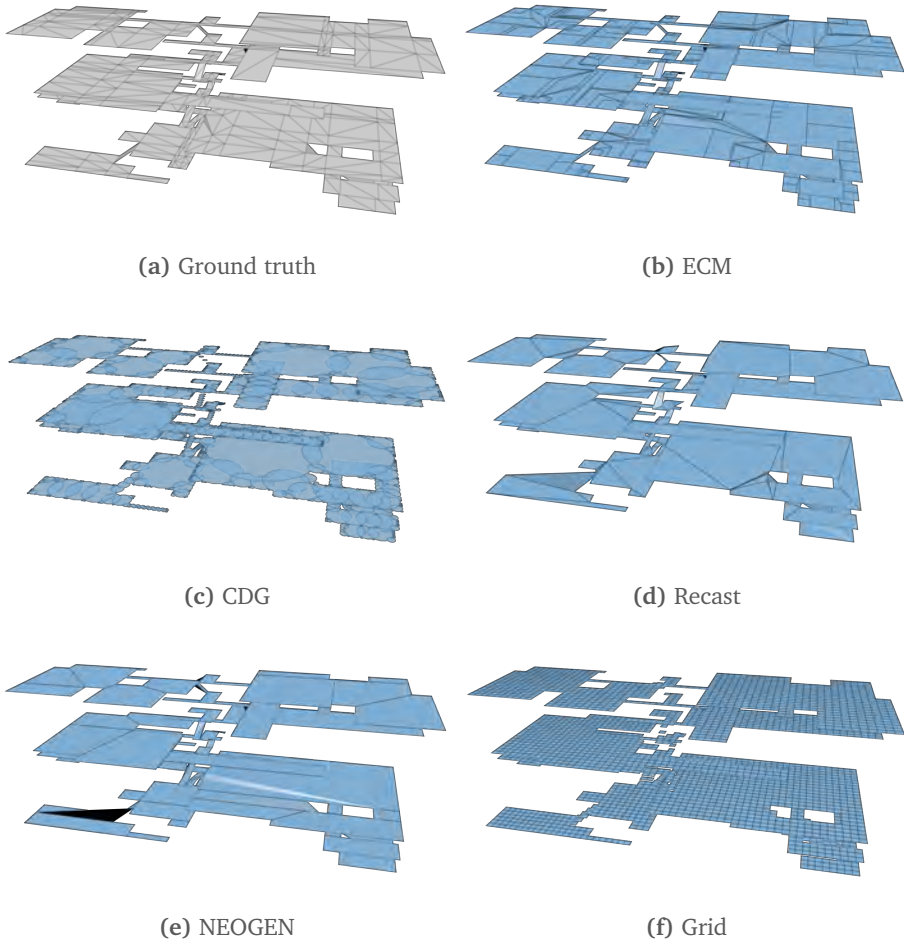 (a) Ground truth
(b) ECM
(c) CDG
(d) Recast
(e) NEOGEN
(f) Grid